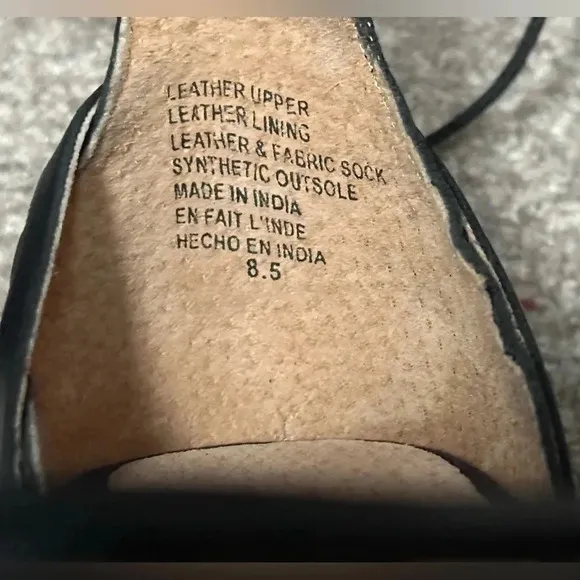 LEATHER UPPER
LEATHER LINING
LEATHER & FABRIC SOCK
SYNTHETIC OUTSOLE
MADE IN INDIA
EN FAIT L'INDE
HECHO EN INDIA
8.5